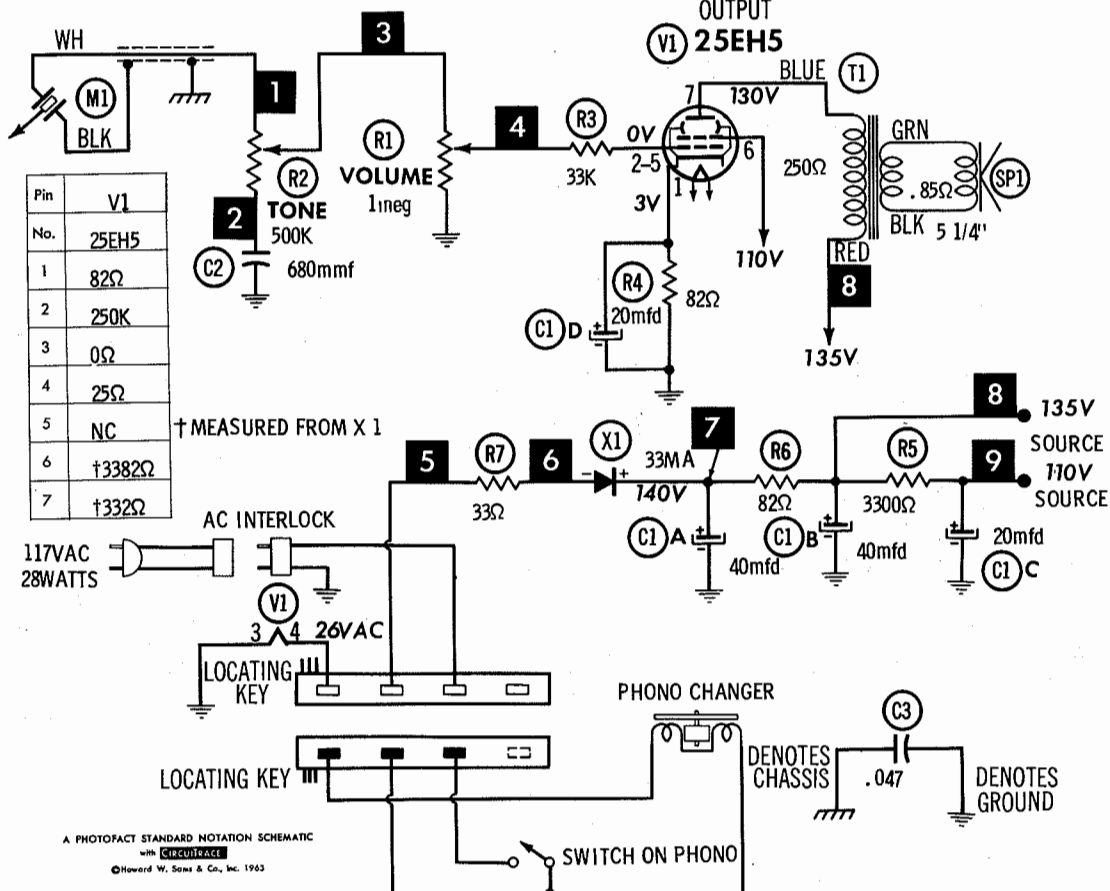 OUTPUT
V1 25EH5
WH
3
BLUE T1
7 130V
M1
1
BLK
R1
VOLUME
1meg
4
R3
33K
0V
2-5
6
1
3V
250Ω
GRN
.85Ω
SP1
BLK 5 1/4"
RED
8
135V
110V
R2
TONE
500K
2
C2
680mmf
R4
82Ω
20mfd
C1 D
Pin No. V1 25EH5
1 82Ω
2 250K
3 0Ω
4 25Ω
5 NC
6 †3382Ω
7 †332Ω
† MEASURED FROM X 1
5
R7
33Ω
6
X1
- +
33MA
140V
7
R6
82Ω
R5
3300Ω
8 135V
SOURCE
9 110V
SOURCE
C1 A
40mfd
C1 B
40mfd
20mfd
C1 C
AC INTERLOCK
117VAC
28WATTS
V1
3 4 26VAC
LOCATING
KEY
LOCATING KEY
PHONO CHANGER
C3
.047
DENOTES
CHASSIS
DENOTES
GROUND
SWITCH ON PHONO
A PHOTOFACT STANDARD NOTATION SCHEMATIC
with CIRCUITRACE
©Howard W. Sams & Co., Inc. 1963